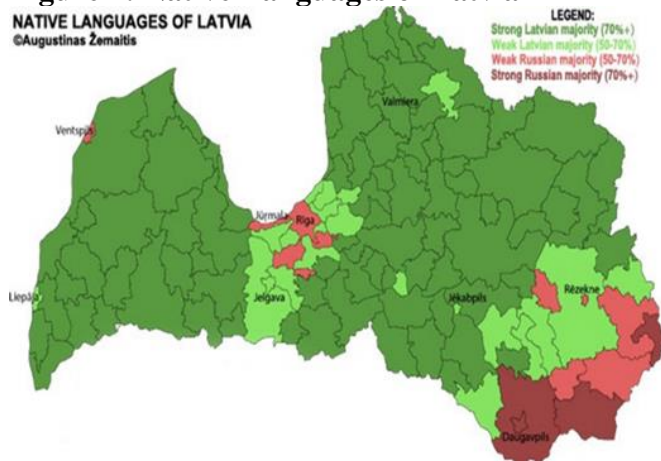 NATIVE LANGUAGES OF LATVIA
©Augustinas Žemaitis
LEGEND:
Strong Latvian majority (70%+)
Weak Latvian majority (50-70%)
Weak Russian majority (50-70%)
Strong Russian majority (70%+)
Valmiera
Ventspils
Jūrmala
Rīga
Liepāja
Jelgava
Jēkabpils
Rēzekne
Daugavpils